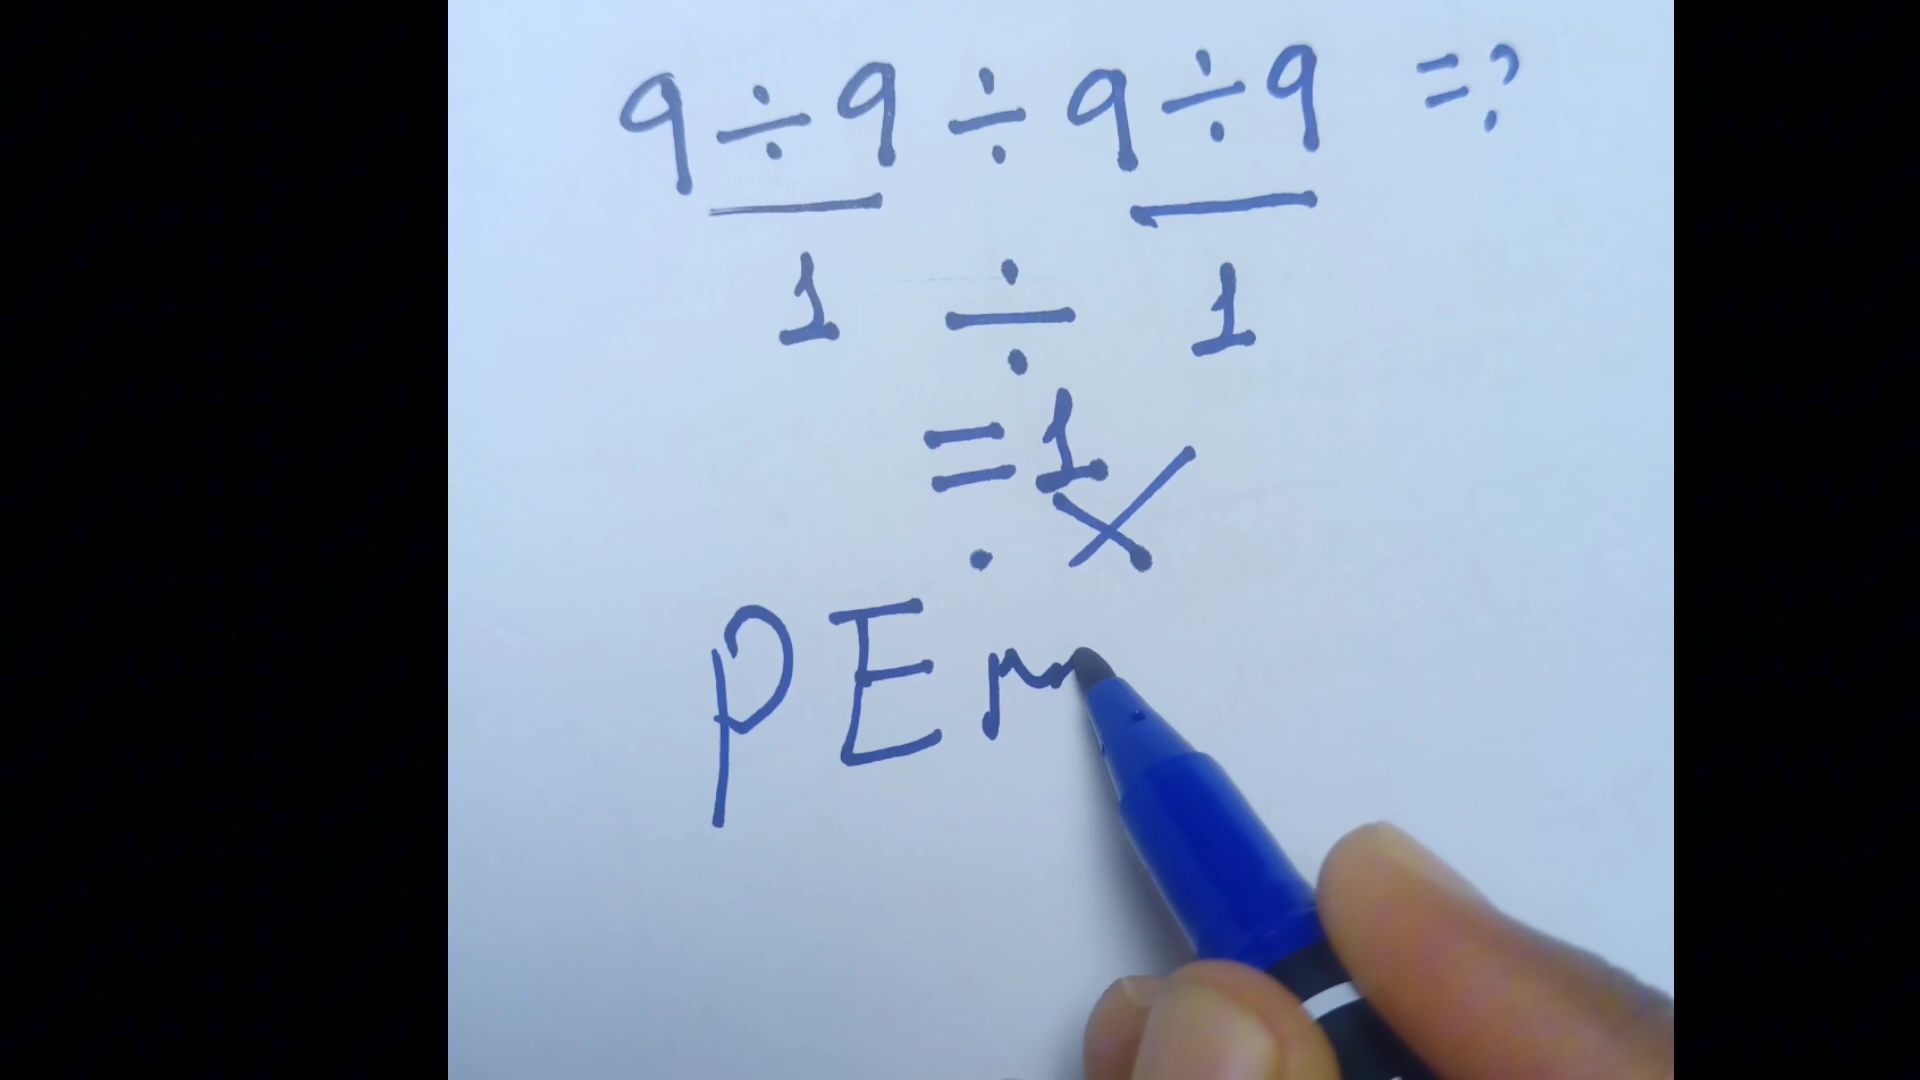 9 ÷ 9 ÷ 9 ÷ 9 = ?
1 ÷ 1
= 1
PEM